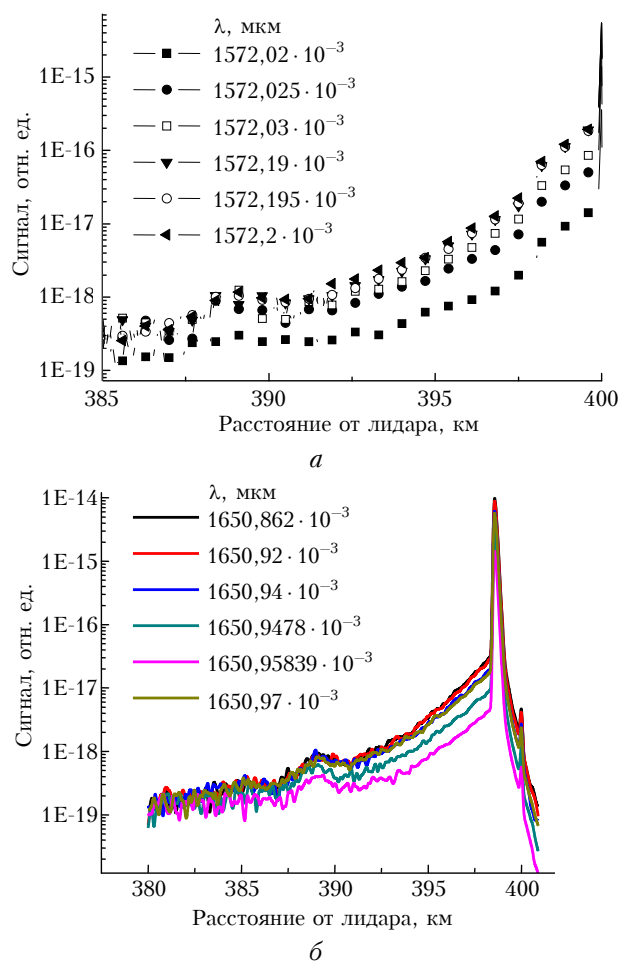 λ, мкм
1572,02 · 10⁻³
1572,025 · 10⁻³
1572,03 · 10⁻³
1572,19 · 10⁻³
1572,195 · 10⁻³
1572,2 · 10⁻³
Сигнал, отн. ед.
1E-15
1E-16
1E-17
1E-18
1E-19
385 390 395 400
Расстояние от лидара, км
а
λ, мкм
1650,862 · 10⁻³
1650,92 · 10⁻³
1650,94 · 10⁻³
1650,9478 · 10⁻³
1650,95839 · 10⁻³
1650,97 · 10⁻³
Сигнал, отн. ед.
1E-14
1E-15
1E-16
1E-17
1E-18
1E-19
380 385 390 395 400
Расстояние от лидара, км
б